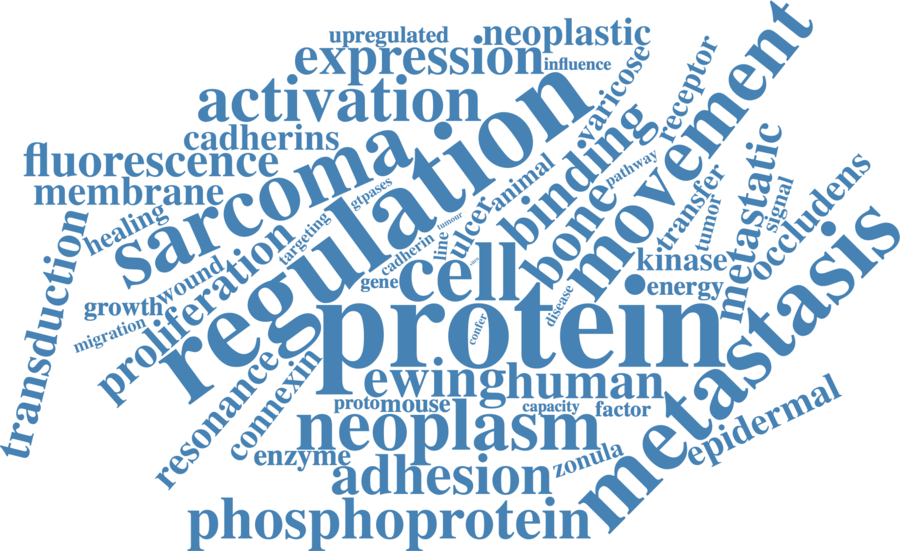 upregulated
neoplastic
expression
influence
activation
varicose
receptor
movement
cadherins
fluorescence
membrane
sarcoma
regulation
gtpases
animal
binding
pathway
healing
targeting
tumour
ulcer
bone
transfer
tumor
metastatic
signal
occludens
transduction
wound
proliferation
line
cadherin
gene
cell
kinase
energy
growth
migration
disease
confer
protein
metastasis
resonance
connexin
ewing
human
proto
mouse
capacity
factor
neoplasm
epidermal
enzyme
adhesion
zonula
phosphoprotein